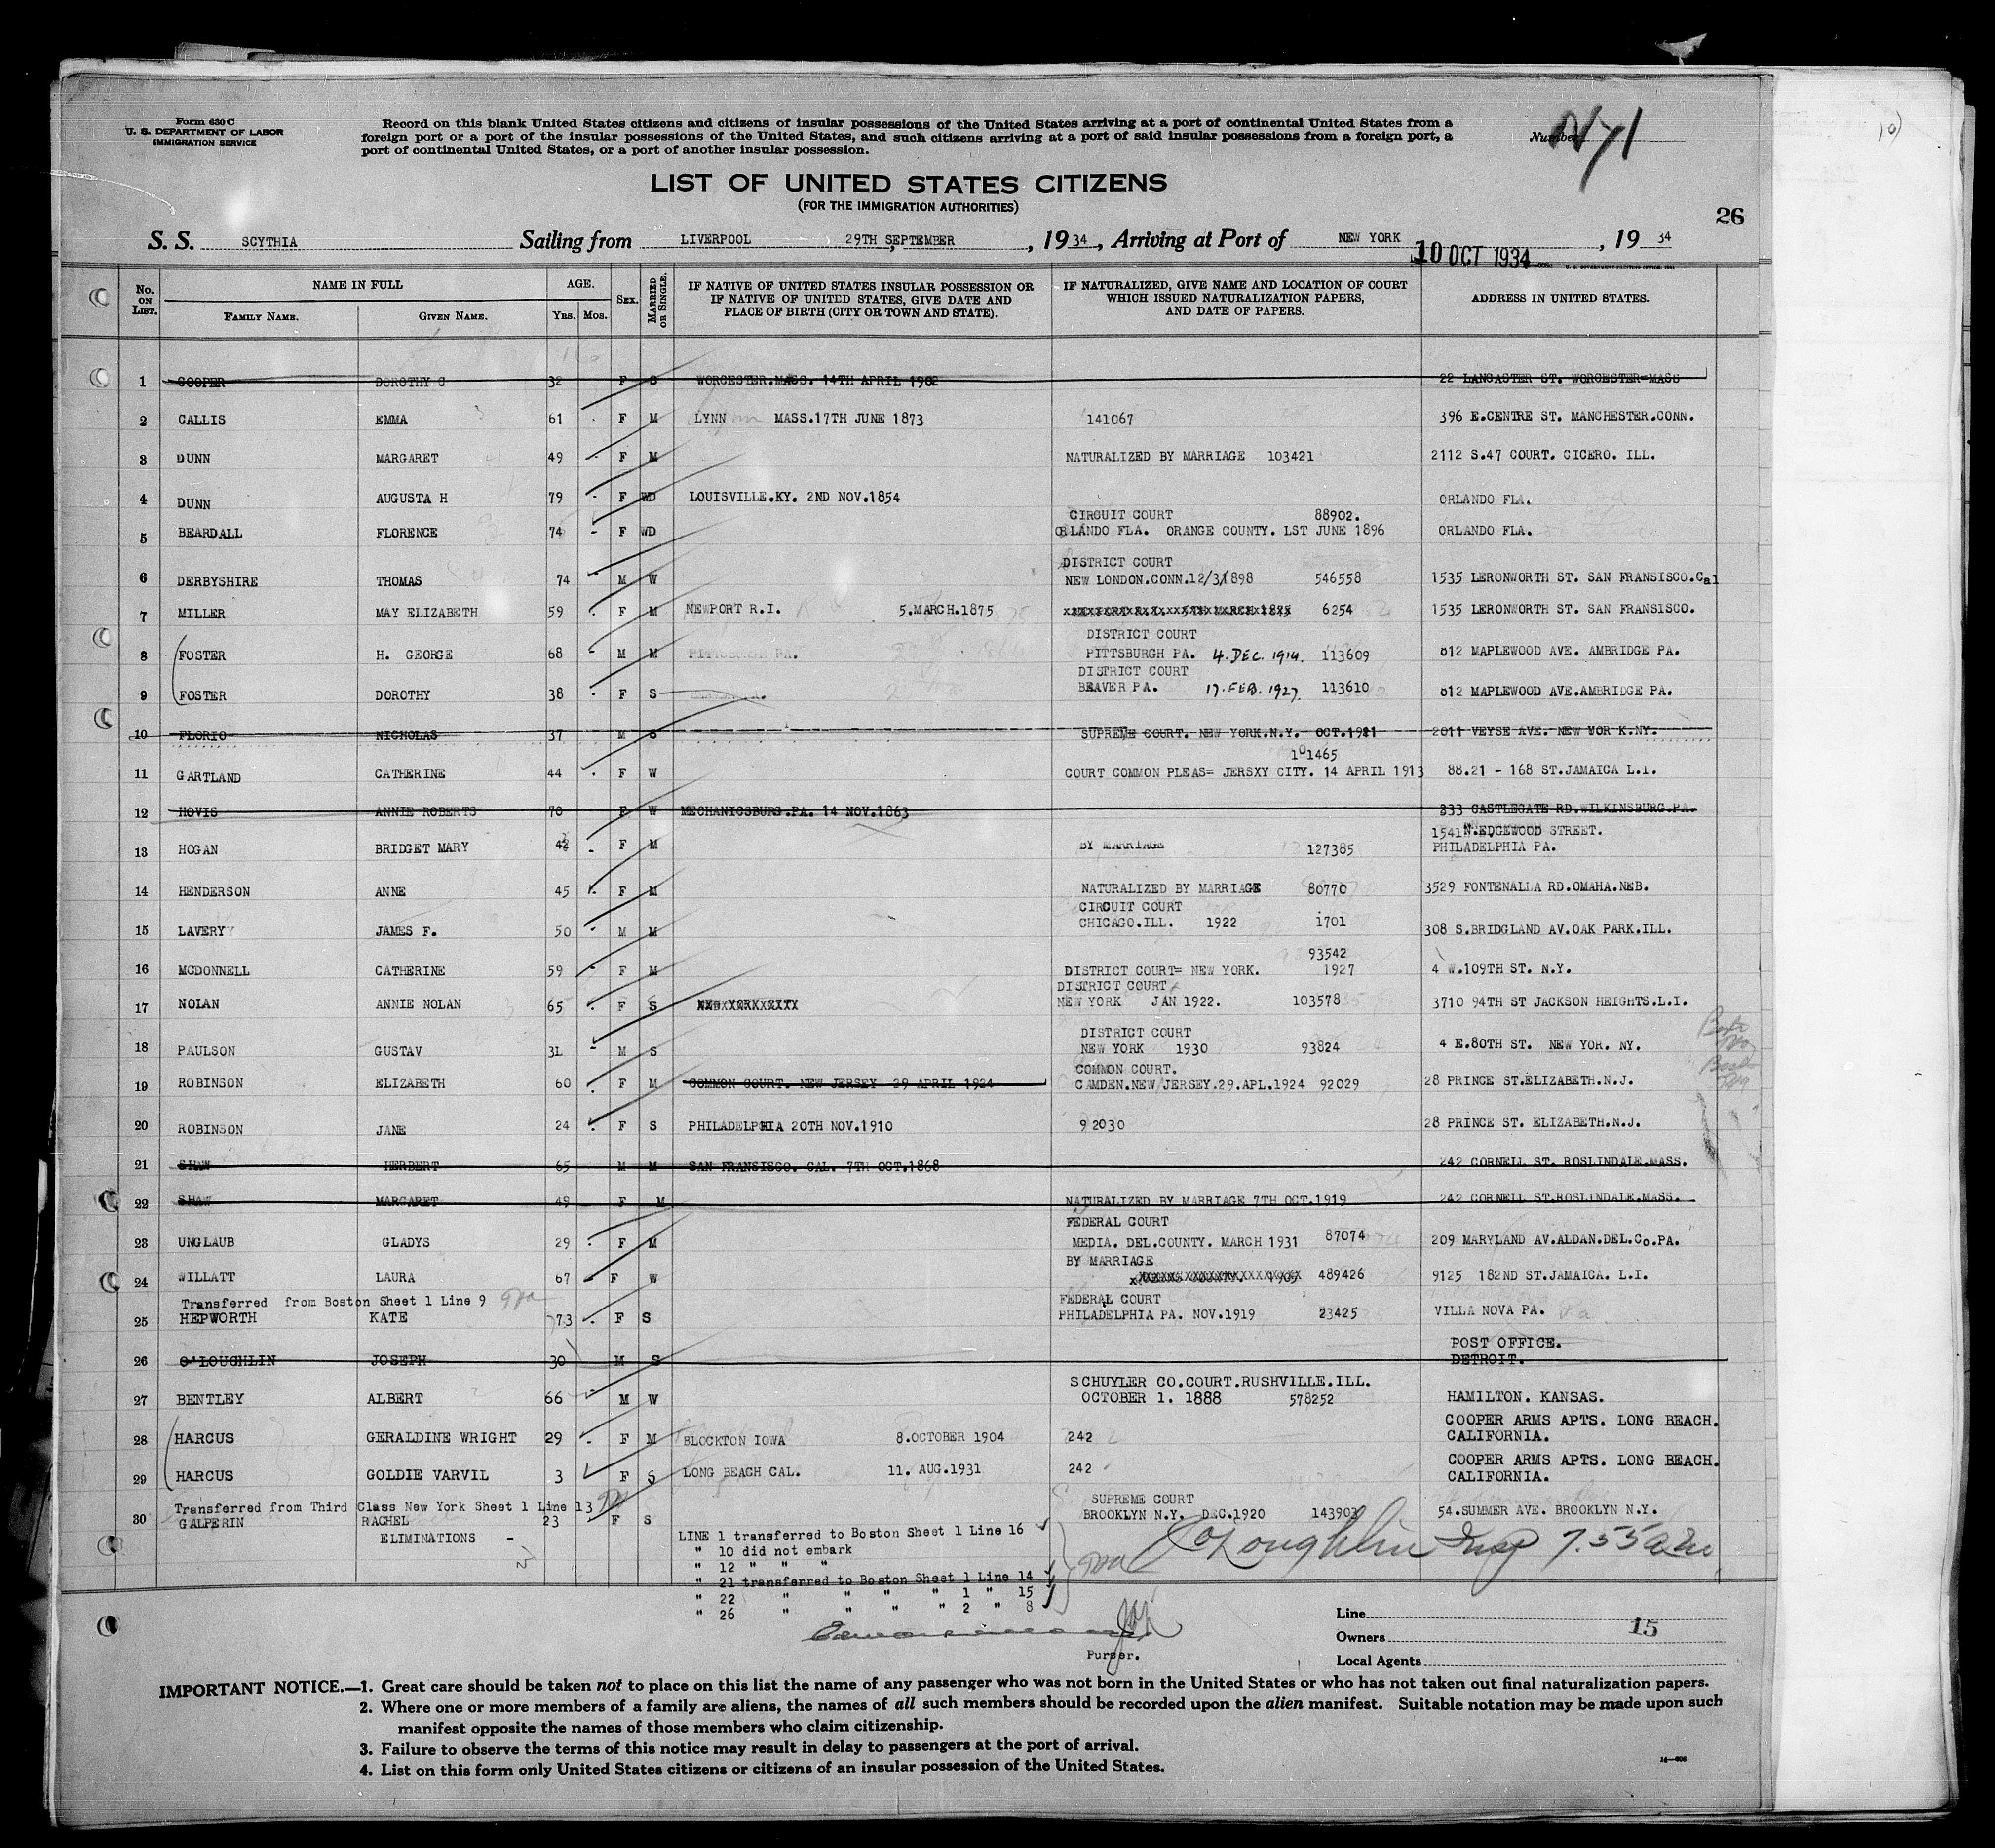 Form 630 C
U. S. DEPARTMENT OF LABOR
IMMIGRATION SERVICE
Record on this blank United States citizens and citizens of insular possessions of the United States arriving at a port of continental United States from a
foreign port or a port of the insular possessions of the United States, and such citizens arriving at a port of said insular possessions from a foreign port, a
port of continental United States, or a port of another insular possession.
Number
LIST OF UNITED STATES CITIZENS
(FOR THE IMMIGRATION AUTHORITIES)
26
S. S. SCYTHIA Sailing from LIVERPOOL 29TH SEPTEMBER, 1934, Arriving at Port of NEW YORK, 1934
10 OCT 1934
No. ON LIST. NAME IN FULL FAMILY NAME. GIVEN NAME. AGE. Yrs. Mos. SEX. MARRIED OR SINGLE. IF NATIVE OF UNITED STATES INSULAR POSSESSION OR IF NATIVE OF UNITED STATES, GIVE DATE AND PLACE OF BIRTH (CITY OR TOWN AND STATE). IF NATURALIZED, GIVE NAME AND LOCATION OF COURT WHICH ISSUED NATURALIZATION PAPERS, AND DATE OF PAPERS. ADDRESS IN UNITED STATES.
1 COOPER DOROTHY C 32 F S WORCESTER.MASS. 14TH APRIL 1902 22 LANCASTER ST. WORCESTER-MASS
2 CALLIS EMMA 61 F M LYNN MASS.17TH JUNE 1873 141067 396 E.CENTRE ST. MANCHESTER.CONN.
3 DUNN MARGARET 49 - F M NATURALIZED BY MARRIAGE 103421 2112 S.47 COURT. CICERO. ILL.
4 DUNN AUGUSTA H 79 - F WD LOUISVILLE.KY. 2ND NOV.1854 ORLANDO FLA.
CIRCUIT COURT 88902.
5 BEARDALL FLORENCE 74 - F WD ORLANDO FLA. ORANGE COUNTY. LST JUNE 1896 ORLANDO FLA.
DISTRICT COURT
6 DERBYSHIRE THOMAS 74 - M W NEW LONDON.CONN.12/3/1898 546558 1535 LERONWORTH ST. SAN FRANSISCO.Cal
7 MILLER MAY ELIZABETH 59 F M NEWPORT R.I. 5.MARCH.1875 6254 1535 LERONWORTH ST. SAN FRANSISCO.
DISTRICT COURT
8 FOSTER H. GEORGE 68 - M M PITTSBURGH PA. PITTSBURGH PA. 4.DEC.1914. 113609 612 MAPLEWOOD AVE. AMBRIDGE PA.
DISTRICT COURT
9 FOSTER DOROTHY 38 F S BEAVER PA. 17.FEB.1927. 113610 612 MAPLEWOOD AVE.AMBRIDGE PA.
10 FLORIO NICHOLAS 37 M S SUPREME COURT. NEW YORK.N.Y. OCT.1921 2011 VEYSE AVE. NEW YOR K.NY.
101465
11 GARTLAND CATHERINE 44 F W COURT COMMON PLEAS= JERSXY CITY. 14 APRIL 1913 88.21 - 168 ST.JAMAICA L.I.
12 HOVIS ANNIE ROBERTS 70 F W MECHANICSBURG.PA. 14 NOV.1863 333 CASTLEGATE RD.WILKINSBURG.PA.
1541 N.EDGEWOOD STREET.
13 HOGAN BRIDGET MARY 42 - F M BY MARRIAGE 127385 PHILADELPHIA PA.
14 HENDERSON ANNE 45 F M NATURALIZED BY MARRIAGE 80770 3529 FONTENALLA RD.OMAHA.NEB.
CIRCUIT COURT
15 LAVERY JAMES F. 50 M M CHICAGO.ILL. 1922 1701 308 S.BRIDGLAND AV.OAK PARK.ILL.
93542
16 MCDONNELL CATHERINE 59 - F M DISTRICT COURT= NEW YORK. 1927 4 W.109TH ST. N.Y.
DISTRICT COURT
17 NOLAN ANNIE NOLAN 65 F S NEW YORK JAN 1922. 103578 3710 94TH ST JACKSON HEIGHTS.L.I.
DISTRICT COURT
18 PAULSON GUSTAV 3L - M S NEW YORK 1930 93824 4 E.80TH ST. NEW YOR. NY.
COMMON COURT.
19 ROBINSON ELIZABETH 60 F M COMMON COURT. NEW JERSEY 29 APRIL 1924 CAMDEN.NEW JERSEY.29.APL.1924 92029 28 PRINCE ST.ELIZABETH.N.J.
20 ROBINSON JANE 24 F S PHILADELPHIA 20TH NOV.1910 92030 28 PRINCE ST. ELIZABETH.N.J.
21 SHAW HERBERT 65 M M SAN FRANSISCO. CAL. 7TH OCT.1868 242 CORNELL ST. ROSLINDALE.MASS.
22 SHAW MARGARET 49 F M NATURALIZED BY MARRIAGE 7TH OCT.1919 242 CORNELL ST.ROSLINDALE.MASS.
FEDERAL COURT
23 UNGLAUB GLADYS 29 F M MEDIA. DEL.COUNTY. MARCH 1931 87074 209 MARYLAND AV.ALDAN.DEL.Co.PA.
BY MARRIAGE
24 WILLATT LAURA 67 F W 489426 9125 182ND ST.JAMAICA. L.I.
Transferred from Boston Sheet 1 Line 9 FEDERAL COURT
25 HEPWORTH KATE 73 F S PHILADELPHIA PA. NOV.1919 23425 VILLA NOVA PA.
POST OFFICE.
26 O'LOUGHLIN JOSEPH 30 M S DETROIT.
SCHUYLER CO.COURT.RUSHVILLE.ILL.
27 BENTLEY ALBERT 66 - M W OCTOBER 1. 1888 578252 HAMILTON. KANSAS.
COOPER ARMS APTS. LONG BEACH.
28 HARCUS GERALDINE WRIGHT 29 F M BLOCKTON IOWA 8.OCTOBER 1904 242 CALIFORNIA.
COOPER ARMS APTS. LONG BEACH.
29 HARCUS GOLDIE VARVIL 3 F S LONG BEACH CAL. 11. AUG.1931 242 CALIFORNIA.
Transferred from Third Class New York Sheet 1 Line 13 SUPREME COURT
30 GALPERIN RACHEL 23 F S BROOKLYN N.Y. DEC.1920 143903 54.SUMMER AVE. BROOKLYN N.Y.
ELIMINATIONS - LINE 1 transferred to Boston Sheet 1 Line 16
" 10 did not embark
" 12 " " "
" 21 transferred to Boston Sheet 1 Line 14
" 22 " " " " 1 " 15
" 26 " " " " 2 " 8
O'Loughlin Insp 7.55 am
Purser.
Line
Owners 15
Local Agents
IMPORTANT NOTICE.—1. Great care should be taken not to place on this list the name of any passenger who was not born in the United States or who has not taken out final naturalization papers.
2. Where one or more members of a family are aliens, the names of all such members should be recorded upon the alien manifest. Suitable notation may be made upon such
manifest opposite the names of those members who claim citizenship.
3. Failure to observe the terms of this notice may result in delay to passengers at the port of arrival.
4. List on this form only United States citizens or citizens of an insular possession of the United States.